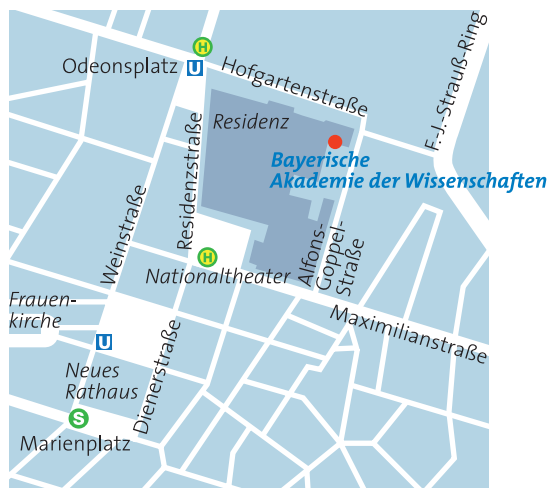 H
Odeonsplatz
U
Hofgartenstraße
F.-J.-Strauß-Ring
Residenz
Bayerische
Akademie der Wissenschaften
Residenzstraße
Weinstraße
H
Nationaltheater
Alfons-
Goppel-
Straße
Maximilianstraße
Frauen-
kirche
U
Neues
Rathaus
Dienerstraße
S
Marienplatz